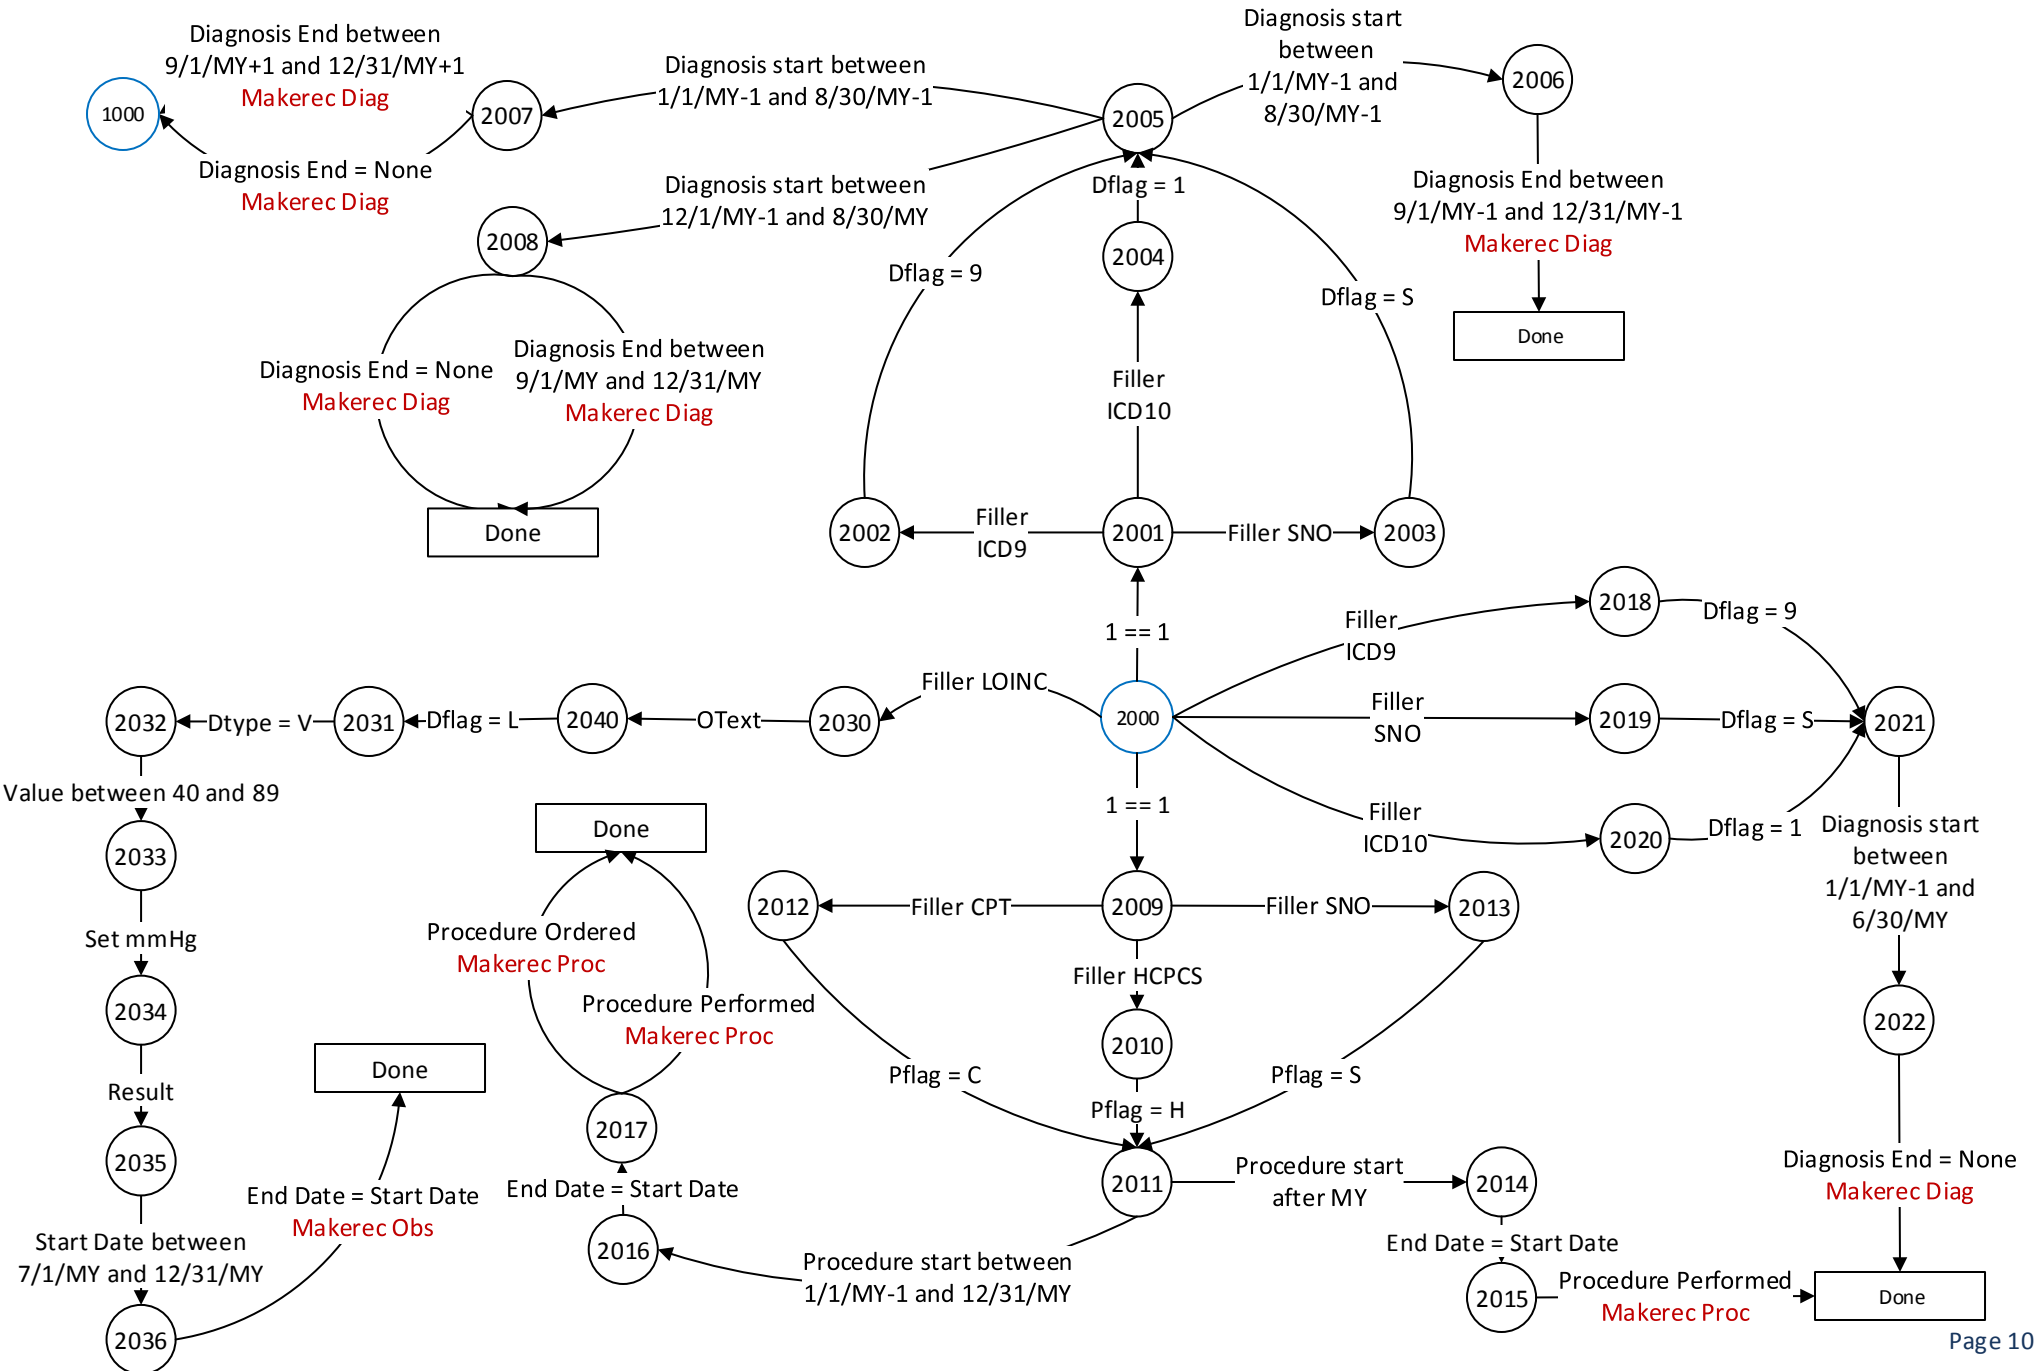 Diagnosis End between
9/1/MY+1 and 12/31/MY+1
Makerec Diag
1000
2007
Diagnosis End = None
Makerec Diag
Diagnosis start between
1/1/MY-1 and 8/30/MY-1
2005
Diagnosis start
between
1/1/MY-1 and
8/30/MY-1
2006
Diagnosis End between
9/1/MY-1 and 12/31/MY-1
Makerec Diag
Done
Diagnosis start between
12/1/MY-1 and 8/30/MY
2008
Diagnosis End = None
Makerec Diag
Diagnosis End between
9/1/MY and 12/31/MY
Makerec Diag
Done
Dflag = 9
Dflag = 1
2004
Dflag = S
Filler
ICD10
2002
Filler
ICD9
2001
Filler SNO
2003
1 == 1
2000
Filler
ICD9
2018
Dflag = 9
Filler
SNO
2019
Dflag = S
2021
Filler
ICD10
2020
Dflag = 1
Diagnosis start
between
1/1/MY-1 and
6/30/MY
2022
Diagnosis End = None
Makerec Diag
Done
Filler LOINC
2030
OText
2040
Dflag = L
2031
Dtype = V
2032
Value between 40 and 89
2033
Set mmHg
2034
Result
2035
Start Date between
7/1/MY and 12/31/MY
2036
End Date = Start Date
Makerec Obs
Done
1 == 1
2009
Filler CPT
2012
Filler SNO
2013
Filler HCPCS
2010
Pflag = C
Pflag = H
Pflag = S
2011
Procedure start
after MY
2014
End Date = Start Date
2015
Procedure Performed
Makerec Proc
Procedure start between
1/1/MY-1 and 12/31/MY
2016
End Date = Start Date
2017
Procedure Ordered
Makerec Proc
Procedure Performed
Makerec Proc
Done
Page 10